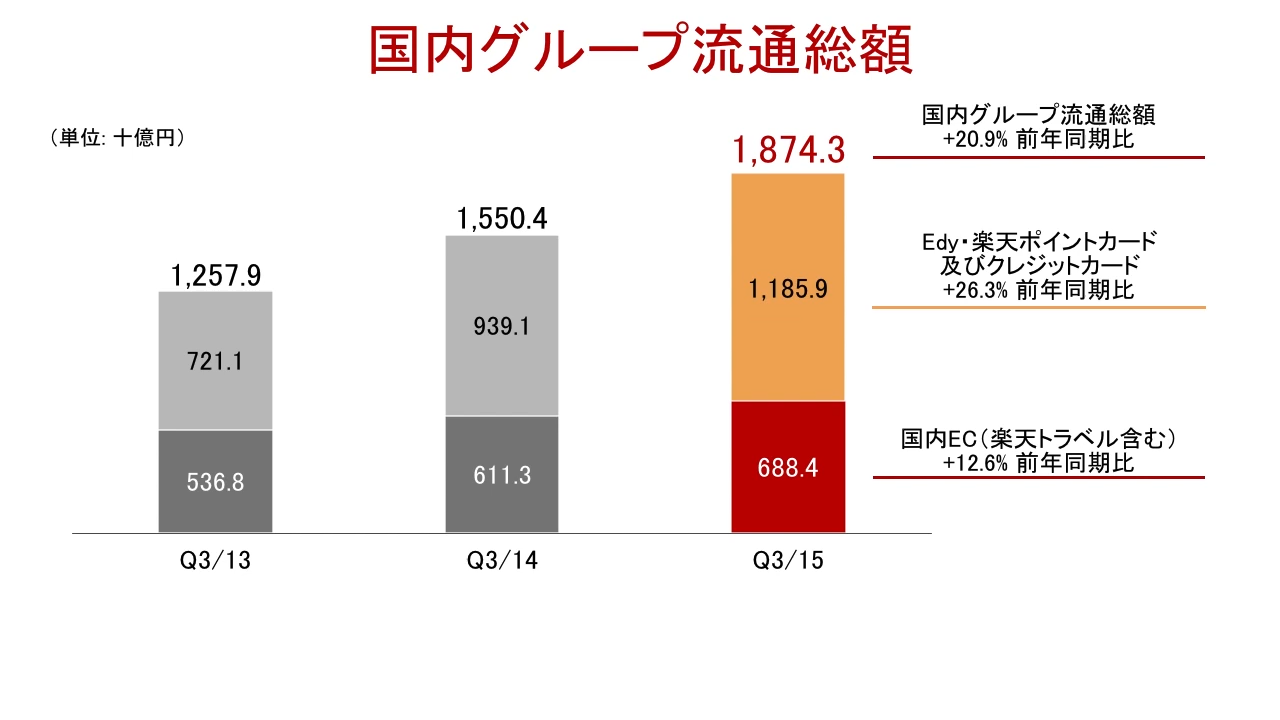 国内グループ流通総額
（単位: 十億円）
1,257.9
721.1
536.8
Q3/13
1,550.4
939.1
611.3
Q3/14
1,874.3
1,185.9
688.4
Q3/15
国内グループ流通総額
+20.9% 前年同期比
Edy・楽天ポイントカード
及びクレジットカード
+26.3% 前年同期比
国内EC（楽天トラベル含む）
+12.6% 前年同期比